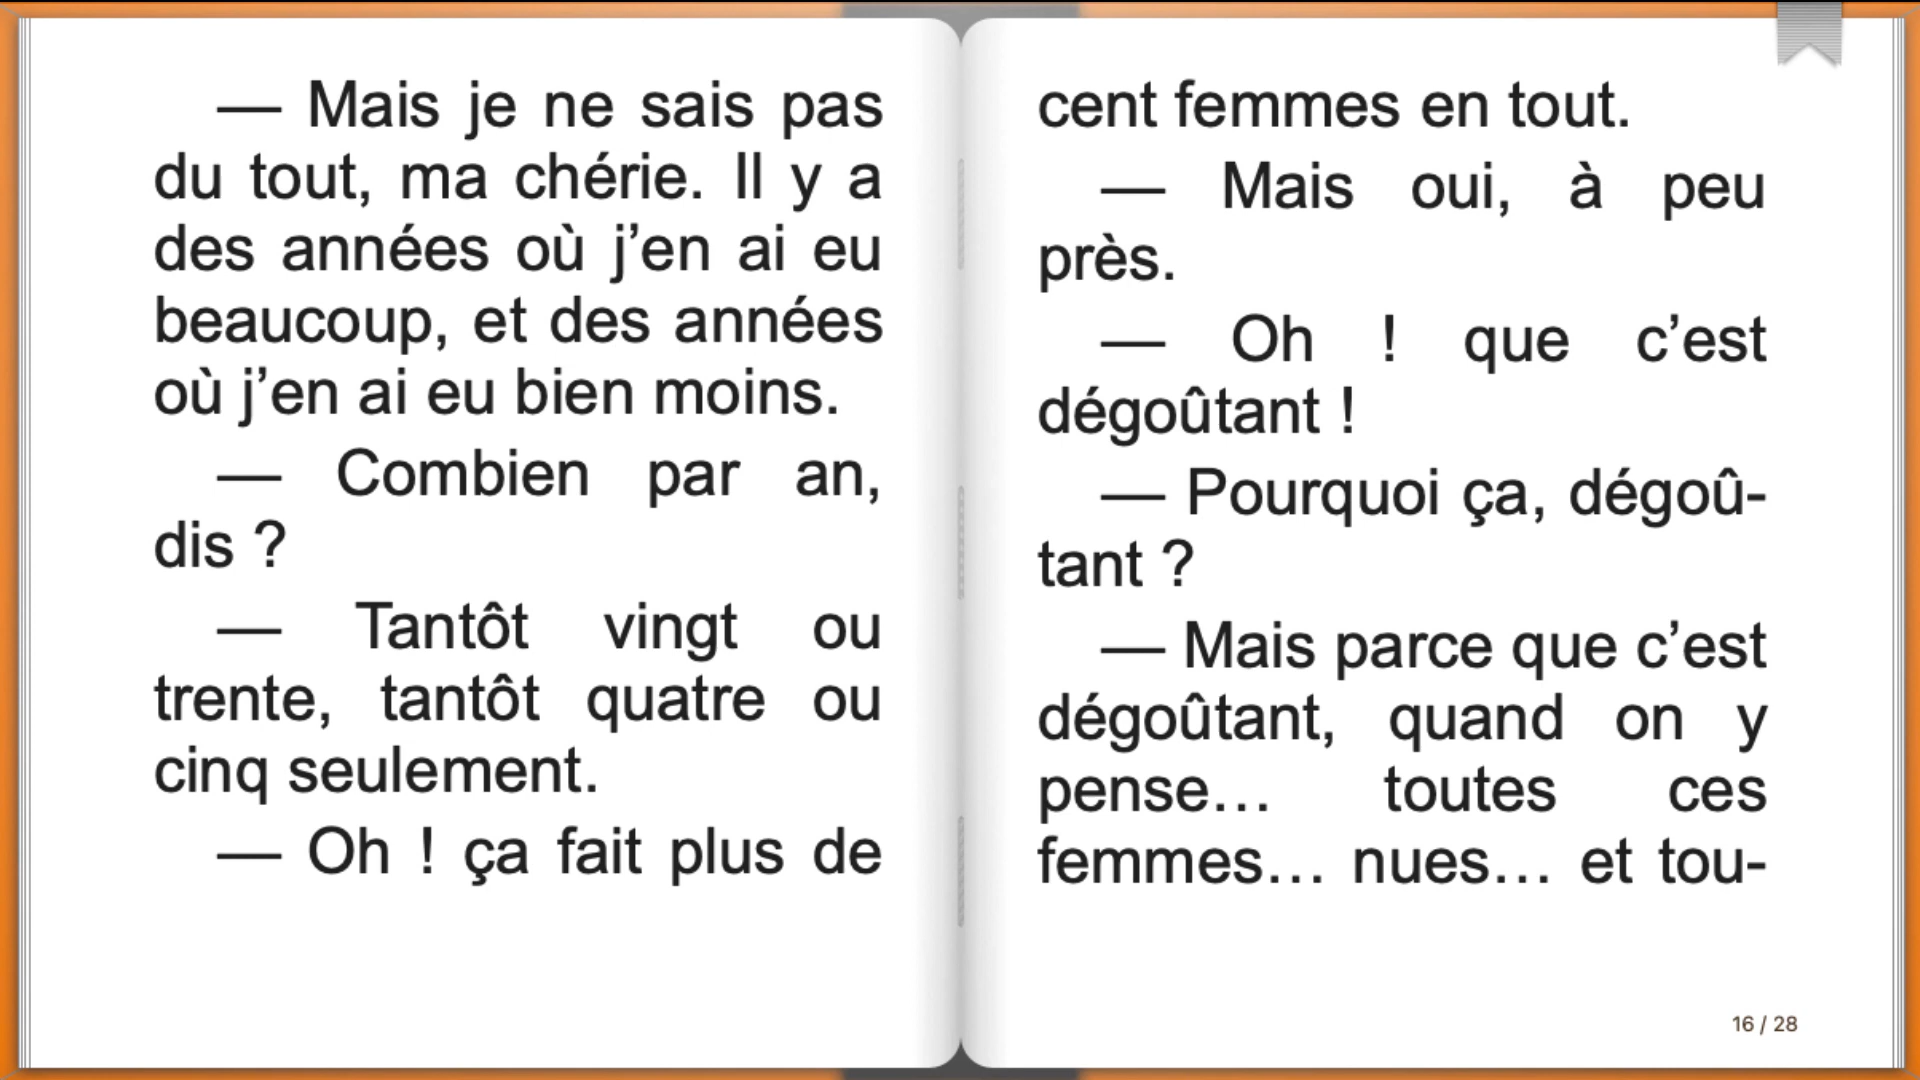 — Mais je ne sais pas
du tout, ma chérie. Il y a
des années où j’en ai eu
beaucoup, et des années
où j’en ai eu bien moins.
— Combien par an,
dis ?
— Tantôt vingt ou
trente, tantôt quatre ou
cinq seulement.
— Oh ! ça fait plus de
cent femmes en tout.
— Mais oui, à peu
près.
— Oh ! que c’est
dégoûtant !
— Pourquoi ça, dégoû-
tant ?
— Mais parce que c’est
dégoûtant, quand on y
pense… toutes ces
femmes… nues… et tou-
16 / 28